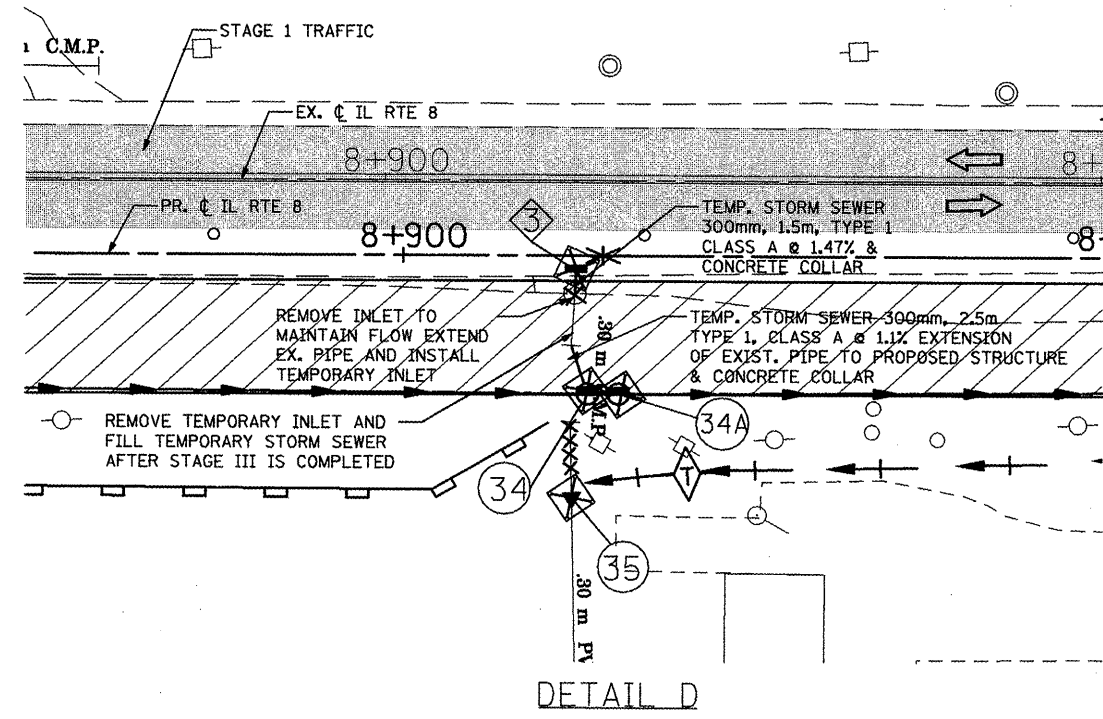 STAGE 1 TRAFFIC
C.M.P.
EX. ℄ IL RTE 8
8+900
8+
PR. ℄ IL RTE 8
8+900
3
TEMP. STORM SEWER
300mm, 1.5m, TYPE 1
CLASS A @ 1.47% &
CONCRETE COLLAR
8+
REMOVE INLET TO
MAINTAIN FLOW EXTEND
EX. PIPE AND INSTALL
TEMPORARY INLET
.30 m
TEMP. STORM SEWER 300mm, 2.5m
TYPE 1, CLASS A @ 1.1% EXTENSION
OF EXIST. PIPE TO PROPOSED STRUCTURE
& CONCRETE COLLAR
REMOVE TEMPORARY INLET AND
FILL TEMPORARY STORM SEWER
AFTER STAGE III IS COMPLETED
34A
34
T
35
.30 m PV
DETAIL D